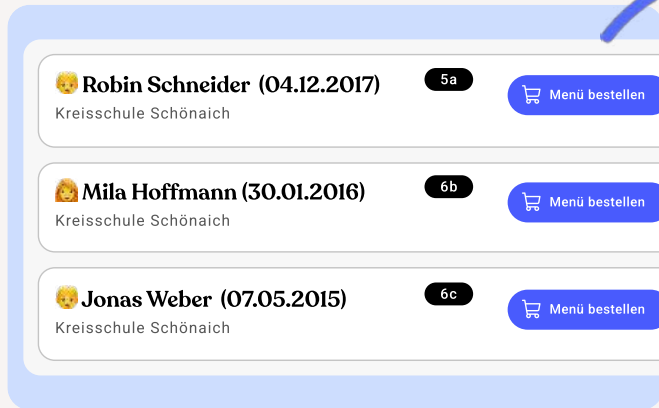 Robin Schneider (04.12.2017)
5a
Menü bestellen
Kreisschule Schönaich
Mila Hoffmann (30.01.2016)
6b
Menü bestellen
Kreisschule Schönaich
Jonas Weber (07.05.2015)
6c
Menü bestellen
Kreisschule Schönaich